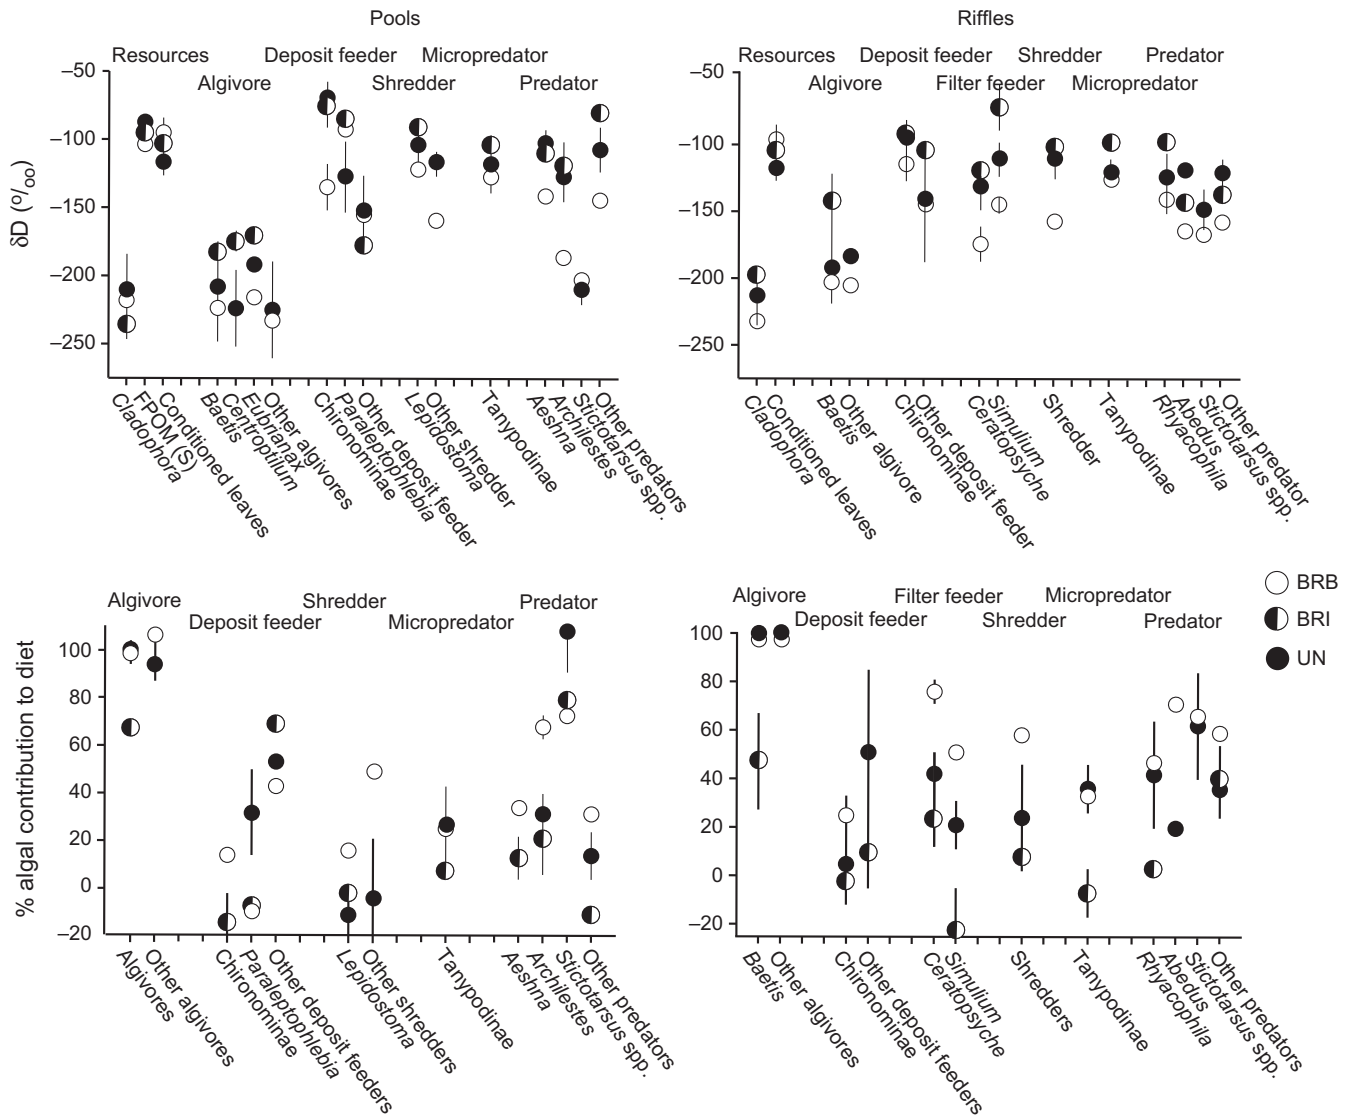 Pools
Resources
Deposit feeder
Micropredator
Algivore
Shredder
Predator
δD (º/oo)
–50
–100
–150
–200
–250
Cladophora
FPOM (S)
Conditioned leaves
Baetis
Centroptilum
Eubrianax
Other algivores
Chironominae
Paraleptophlebia
Other deposit feeder
Lepidostoma
Other shredder
Tanypodinae
Aeshna
Archilestes
Stictotarsus spp.
Other predators
Riffles
Resources
Deposit feeder
Shredder
Predator
Algivore
Filter feeder
Micropredator
–50
–100
–150
–200
–250
Cladophora
Conditioned leaves
Baetis
Other algivore
Chironominae
Other deposit feeder
Ceratopsyche
Simulium
Shredder
Tanypodinae
Rhyacophila
Abedus
Stictotarsus spp.
Other predator
Algivore
Shredder
Predator
Deposit feeder
Micropredator
% algal contribution to diet
100
80
60
40
20
0
–20
Algivores
Other algivores
Chironominae
Paraleptophlebia
Other deposit feeders
Lepidostoma
Other shredders
Tanypodinae
Aeshna
Archilestes
Stictotarsus spp.
Other predators
Algivore
Filter feeder
Micropredator
Deposit feeder
Shredder
Predator
100
80
60
40
20
0
–20
Baetis
Other algivores
Chironominae
Other deposit feeders
Ceratopsyche
Simulium
Shredders
Tanypodinae
Rhyacophila
Abedus
Stictotarsus spp.
Other predators
BRB
BRI
UN